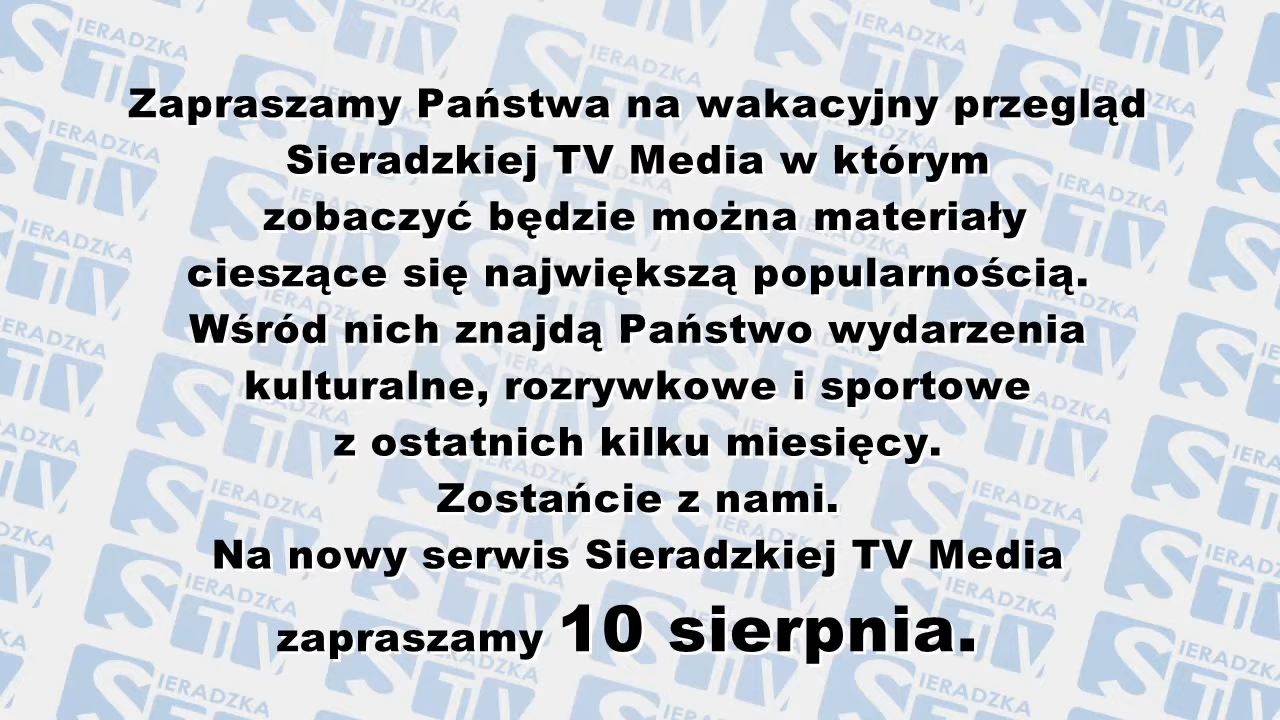 Zapraszamy Państwa na wakacyjny przegląd
Sieradzkiej TV Media w którym
zobaczyć będzie można materiały
cieszące się największą popularnością.
Wśród nich znajdą Państwo wydarzenia
kulturalne, rozrywkowe i sportowe
z ostatnich kilku miesięcy.
Zostańcie z nami.
Na nowy serwis Sieradzkiej TV Media
zapraszamy 10 sierpnia.